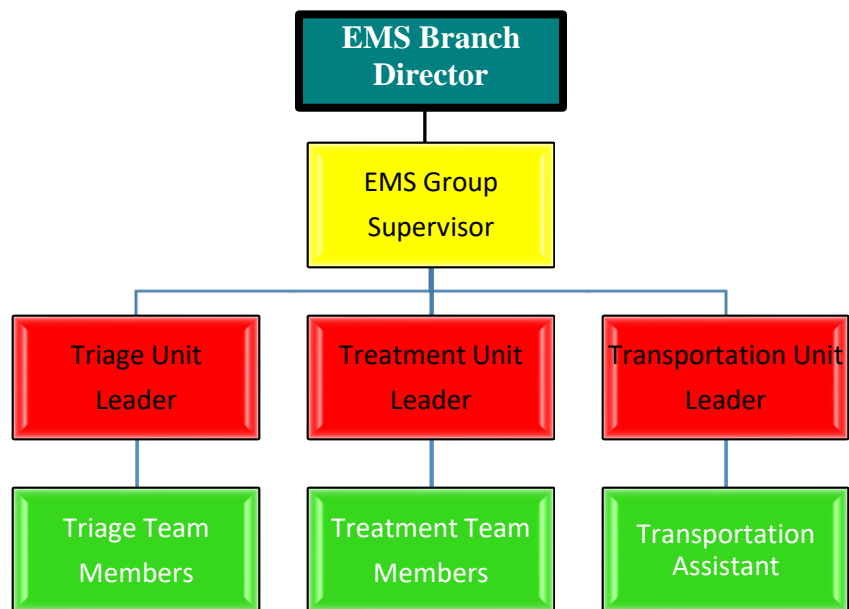 EMS Branch
Director
EMS Group
Supervisor
Triage Unit
Leader
Treatment Unit
Leader
Transportation Unit
Leader
Triage Team
Members
Treatment Team
Members
Transportation
Assistant